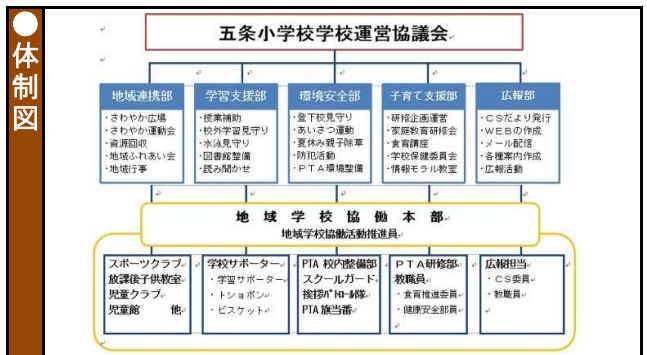 ●体制図
五条小学校学校運営協議会
地域連携部
・さわやか広場
・さわやか運動会
・資源回収
・地域ふれあい会
・地域行事
学習支援部
・授業補助
・校外学習見守り
・水泳見守り
・図書館整備
・読み聞かせ
環境安全部
・登下校見守り
・あいさつ運動
・夏休み親子除草
・防犯活動
・PTA環境整備
子育て支援部
・研修企画運営
・家庭教育研修会
・食育講座
・学校保健委員会
・情報モラル教室
広報部
・CSだより発行
・WEBの作成
・メール配信
・各種案内作成
・広報活動
地域学校協働本部
地域学校協働活動推進員
スポーツクラブ
放課後子供教室
児童クラブ
児童館 他
学校サポーター
・学習サポーター
・トショボン
・ビスケット
PTA 校内整備部
スクールガード
挨拶ﾊﾟﾄﾛｰﾙ隊
PTA 旗当番
PTA研修部
教職員
・食育推進委員
・健康安全部員
広報担当
・CS委員
・教職員